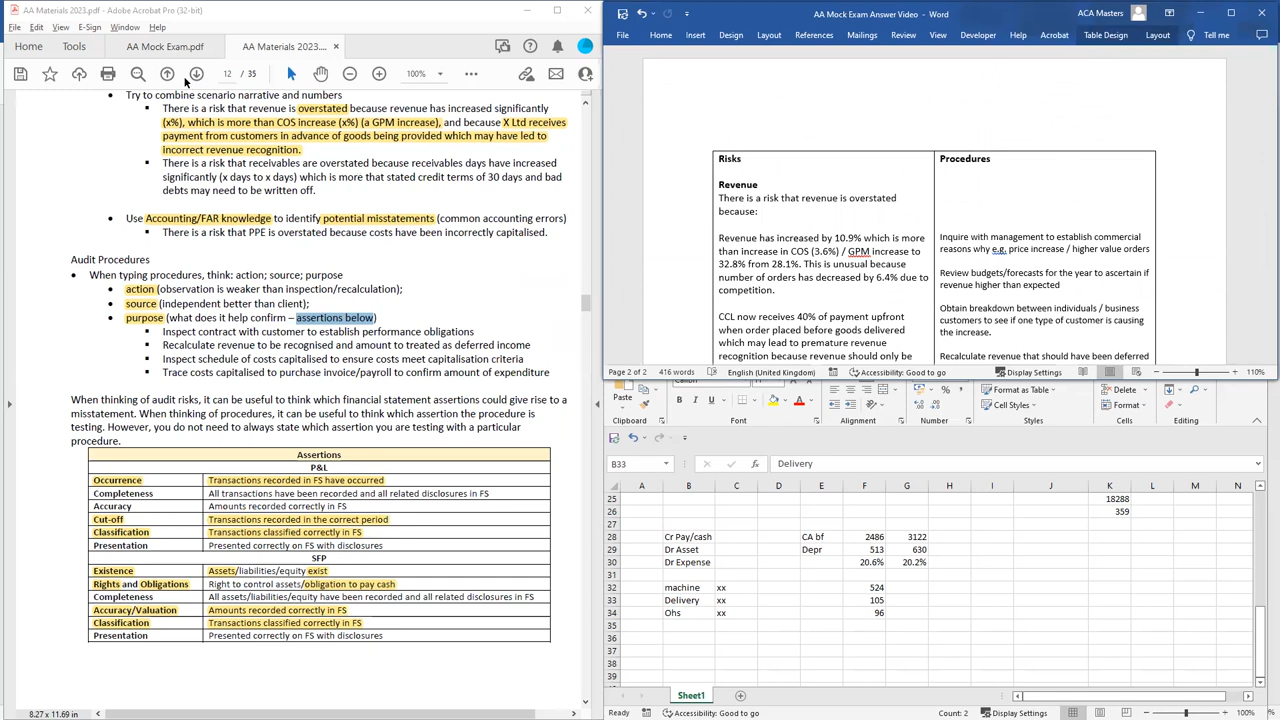 AA Materials 2023.pdf - Adobe Acrobat Pro (32-bit)
File Edit View E-Sign Window Help
Home Tools AA Mock Exam.pdf AA Materials 2023.... ×
12 / 35 100%
Try to combine scenario narrative and numbers
There is a risk that revenue is overstated because revenue has increased significantly
(x%), which is more than COS increase (x%) (a GPM increase), and because X Ltd receives
payment from customers in advance of goods being provided which may have led to
incorrect revenue recognition.
There is a risk that receivables are overstated because receivables days have increased
significantly (x days to x days) which is more that stated credit terms of 30 days and bad
debts may need to be written off.
Use Accounting/FAR knowledge to identify potential misstatements (common accounting errors)
There is a risk that PPE is overstated because costs have been incorrectly capitalised.
Audit Procedures
When typing procedures, think: action; source; purpose
action (observation is weaker than inspection/recalculation);
source (independent better than client);
purpose (what does it help confirm – assertions below)
Inspect contract with customer to establish performance obligations
Recalculate revenue to be recognised and amount to treated as deferred income
Inspect schedule of costs capitalised to ensure costs meet capitalisation criteria
Trace costs capitalised to purchase invoice/payroll to confirm amount of expenditure
When thinking of audit risks, it can be useful to think which financial statement assertions could give rise to a
misstatement. When thinking of procedures, it can be useful to think which assertion the procedure is
testing. However, you do not need to always state which assertion you are testing with a particular
procedure.
Assertions
P&L
Occurrence Transactions recorded in FS have occurred
Completeness All transactions have been recorded and all related disclosures in FS
Accuracy Amounts recorded correctly in FS
Cut-off Transactions recorded in the correct period
Classification Transactions classified correctly in FS
Presentation Presented correctly on FS with disclosures
SFP
Existence Assets/liabilities/equity exist
Rights and Obligations Right to control assets/obligation to pay cash
Completeness All assets/liabilities/equity have been recorded and all related disclosures in FS
Accuracy/Valuation Amounts recorded correctly in FS
Classification Transactions classified correctly in FS
Presentation Presented correctly on FS with disclosures
8.27 x 11.69 in
AA Mock Exam Answer Video - Word ACA Masters
File Home Insert Design Layout References Mailings Review View Developer Help Acrobat Table Design Layout Tell me
Risks
Revenue
There is a risk that revenue is overstated
because:
Revenue has increased by 10.9% which is more
than increase in COS (3.6%) / GPM increase to
32.8% from 28.1%. This is unusual because
number of orders has decreased by 6.4% due to
competition.
CCL now receives 40% of payment upfront
when order placed before goods delivered
which may lead to premature revenue
recognition because revenue should only be
Procedures
Inquire with management to establish commercial
reasons why e.g. price increase / higher value orders
Review budgets/forecasts for the year to ascertain if
revenue higher than expected
Obtain breakdown between individuals / business
customers to see if one type of customer is causing
the increase.
Recalculate revenue that should have been deferred
Page 2 of 2 416 words English (United Kingdom) Accessibility: Good to go Display Settings 110%
Paste B I U Format as Table Cell Styles Delete Format
Clipboard Font Alignment Number Styles Cells Editing
B33 fx Delivery
A B C D E F G H I J K L M N
25 18288
26 359
27
28 Cr Pay/cash CA bf 2486 3122
29 Dr Asset Depr 513 630
30 Dr Expense 20.6% 20.2%
31
32 machine xx 524
33 Delivery xx 105
34 Ohs xx 96
35
36
37
38
39
Sheet1
Ready Accessibility: Good to go Count: 2 Display Settings 100%